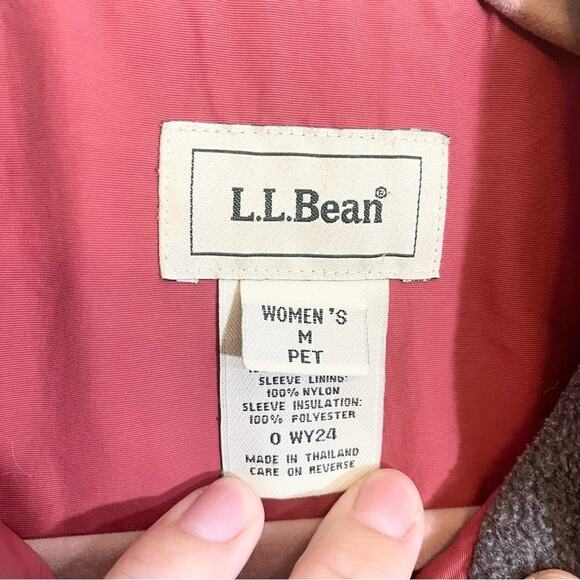 L.L.Bean®
WOMEN'S
M
PET
SLEEVE LINING:
100% NYLON
SLEEVE INSULATION:
100% POLYESTER
0 WY24
MADE IN THAILAND
CARE ON REVERSE